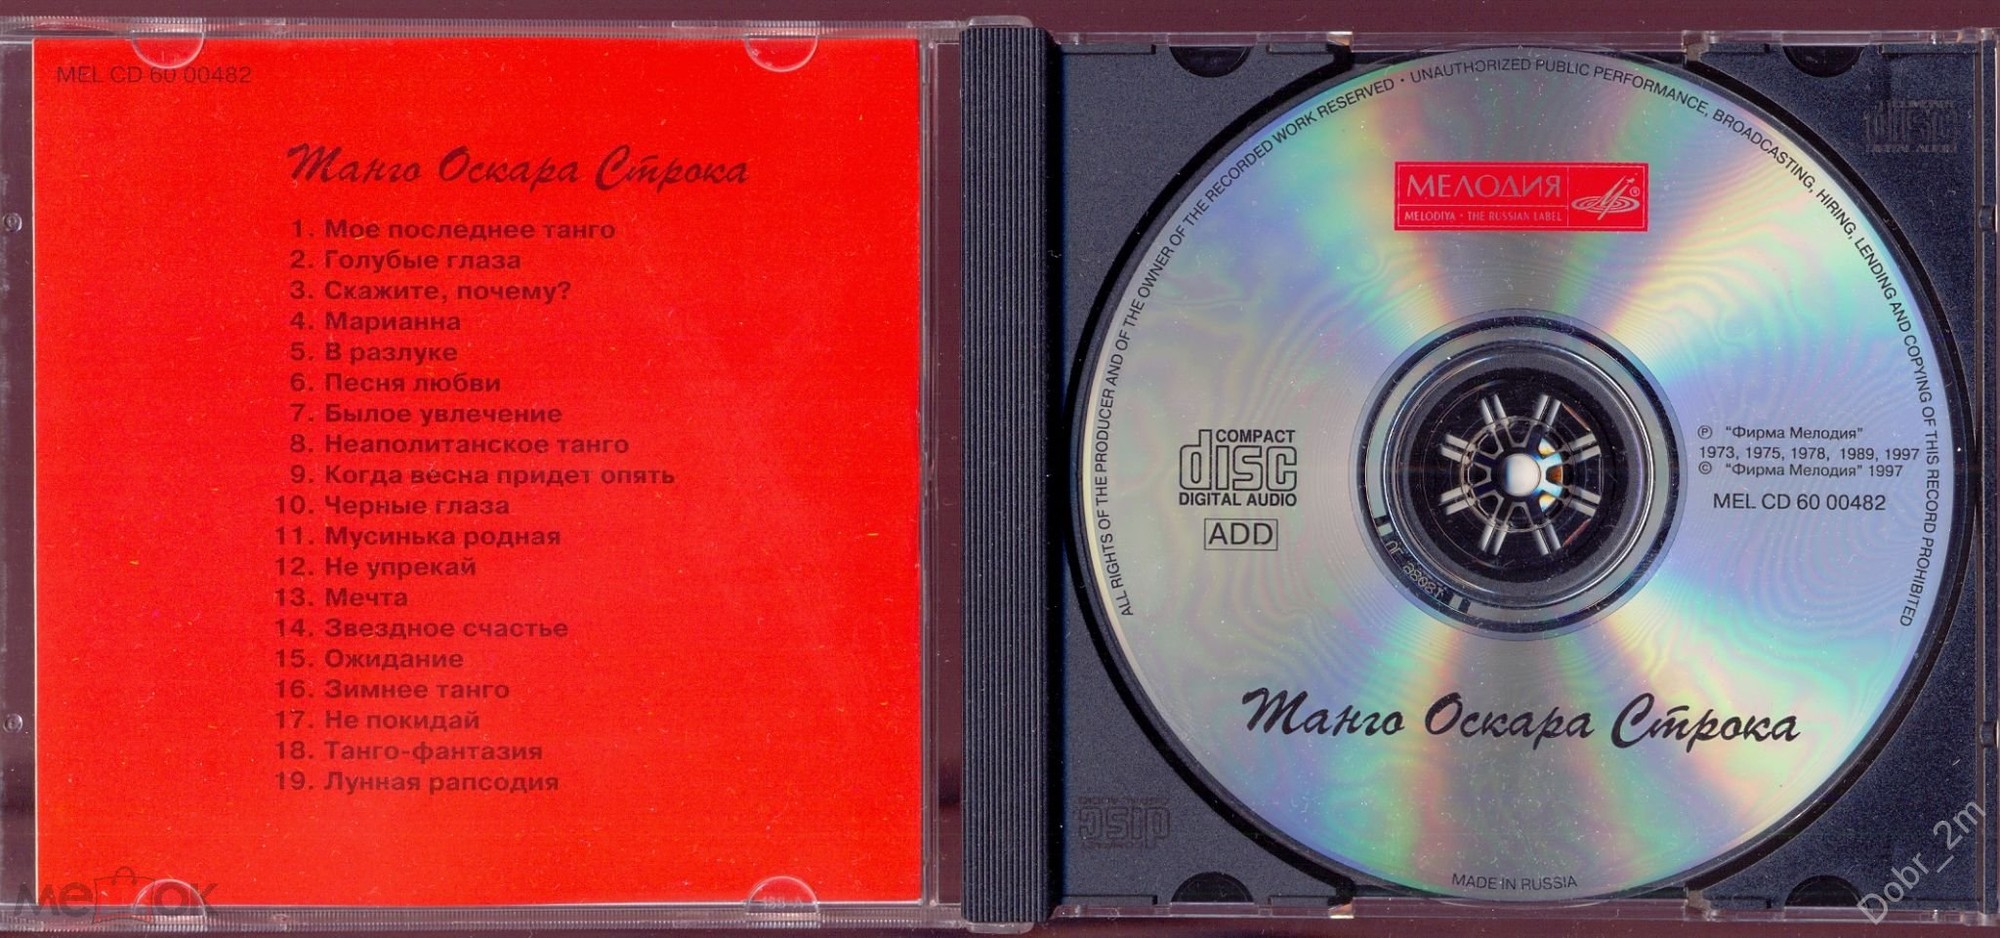 MEL CD 60 00482
Танго Оскара Строка
1. Мое последнее танго
2. Голубые глаза
3. Скажите, почему?
4. Марианна
5. В разлуке
6. Песня любви
7. Былое увлечение
8. Неаполитанское танго
9. Когда весна придет опять
10. Черные глаза
11. Мусинька родная
12. Не упрекай
13. Мечта
14. Звездное счастье
15. Ожидание
16. Зимнее танго
17. Не покидай
18. Танго-фантазия
19. Лунная рапсодия
мешок
ALL RIGHTS OF THE PRODUCER AND OF THE OWNER OF THE RECORDED WORK RESERVED · UNAUTHORIZED PUBLIC PERFORMANCE, BROADCASTING, HIRING, LENDING AND COPYING OF THIS RECORD PROHIBITED
МЕЛОДИЯ ®
MELODIYA · THE RUSSIAN LABEL
COMPACT
disc
DIGITAL AUDIO
ADD
℗ "Фирма Мелодия"
1973, 1975, 1978, 1989, 1997
© "Фирма Мелодия" 1997
MEL CD 60 00482
Танго Оскара Строка
MADE IN RUSSIA
COMPACT
disc
DIGITAL AUDIO
disc
Dobr_2m